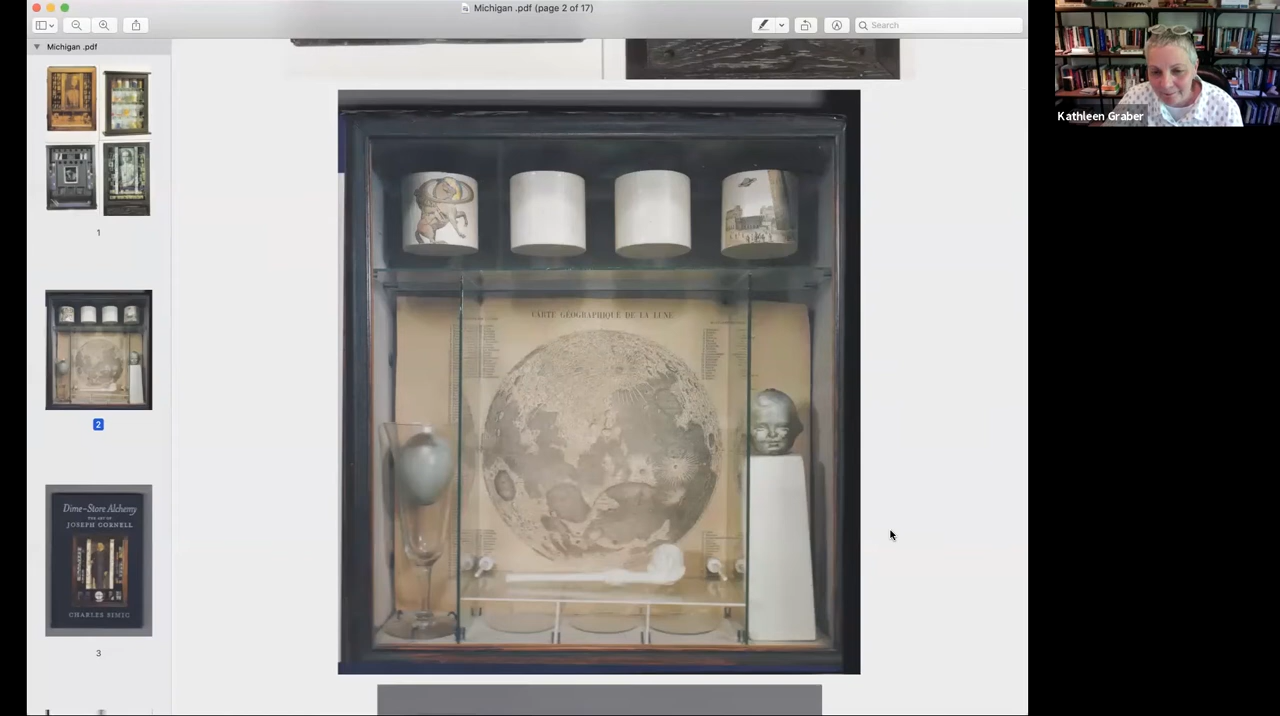 Michigan .pdf (page 2 of 17)
Search
Michigan .pdf
1
2
Dime-Store Alchemy
THE ART OF
JOSEPH CORNELL
CHARLES SIMIC
3
CARTE GÉOGRAPHIQUE DE LA LUNE
Kathleen Graber